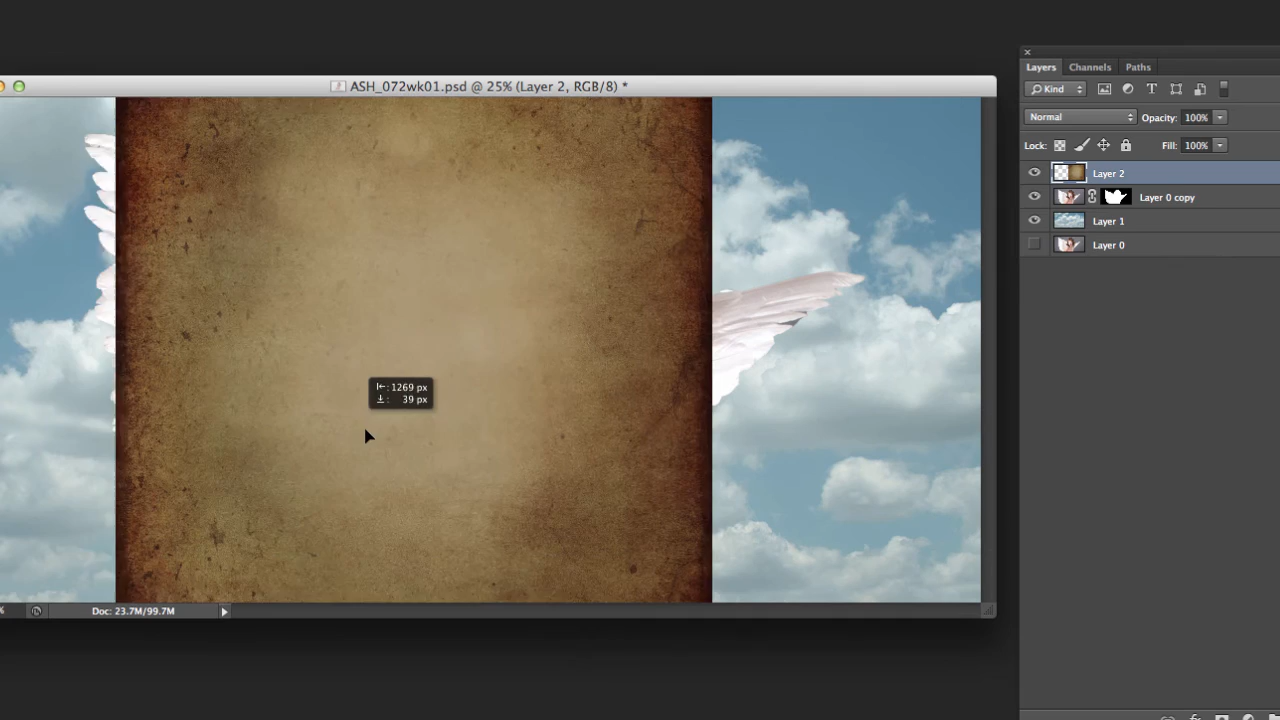 ASH_072wk01.psd @ 25% (Layer 2, RGB/8) *
Layers Channels Paths
Kind
Normal Opacity: 100%
Lock: Fill: 100%
Layer 2
Layer 0 copy
Layer 1
Layer 0
: 1269 px
: 39 px
% Doc: 23.7M/99.7M